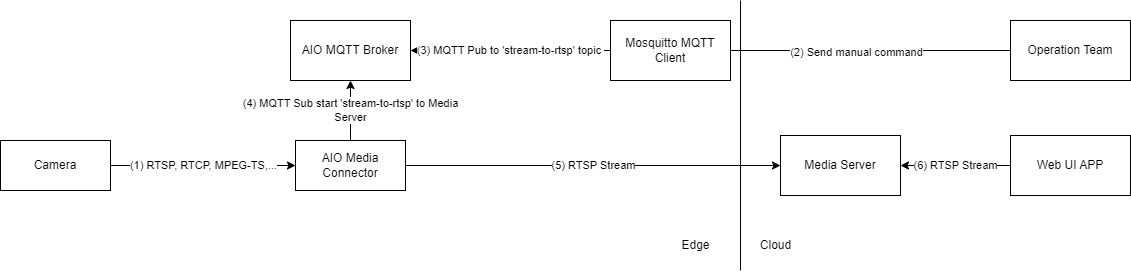 AIO MQTT Broker
(3) MQTT Pub to 'stream-to-rtsp' topic
Mosquitto MQTT
Client
(2) Send manual command
Operation Team
(4) MQTT Sub start 'stream-to-rtsp' to Media
Server
Camera
(1) RTSP, RTCP, MPEG-TS,...
AIO Media
Connector
(5) RTSP Stream
Media Server
(6) RTSP Stream
Web UI APP
Edge
Cloud